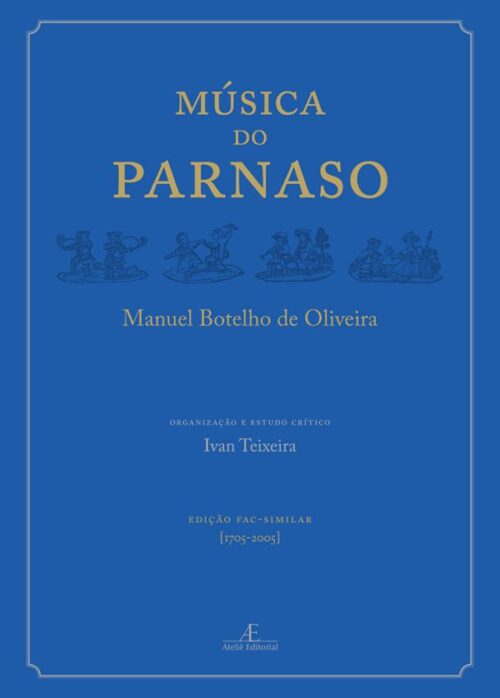 MÚSICA
DO
PARNASO
Manuel Botelho de Oliveira
ORGANIZAÇÃO E ESTUDO CRÍTICO
Ivan Teixeira
EDIÇÃO FAC-SIMILAR
[1705-2005]
Æ
Ateliê Editorial